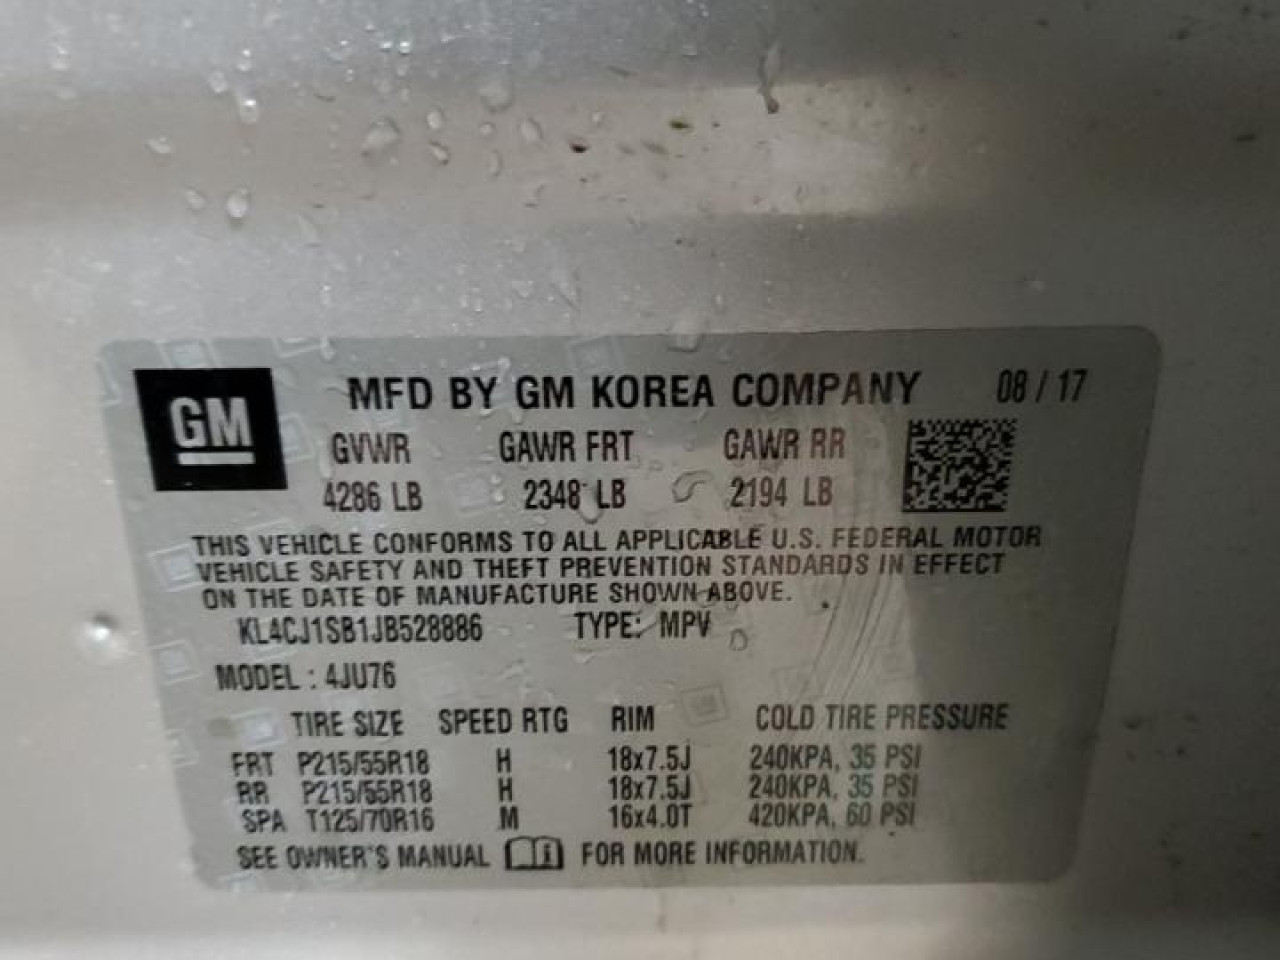 GM
MFD BY GM KOREA COMPANY 08 / 17
GVWR GAWR FRT GAWR RR
4286 LB 2348 LB 2194 LB
THIS VEHICLE CONFORMS TO ALL APPLICABLE U.S. FEDERAL MOTOR
VEHICLE SAFETY AND THEFT PREVENTION STANDARDS IN EFFECT
ON THE DATE OF MANUFACTURE SHOWN ABOVE.
KL4CJ1SB1JB528886 TYPE: MPV
MODEL : 4JU76
TIRE SIZE SPEED RTG RIM COLD TIRE PRESSURE
FRT P215/55R18 H 18x7.5J 240KPA, 35 PSI
RR P215/55R18 H 18x7.5J 240KPA, 35 PSI
SPA T125/70R16 M 16x4.0T 420KPA, 60 PSI
SEE OWNER'S MANUAL FOR MORE INFORMATION.